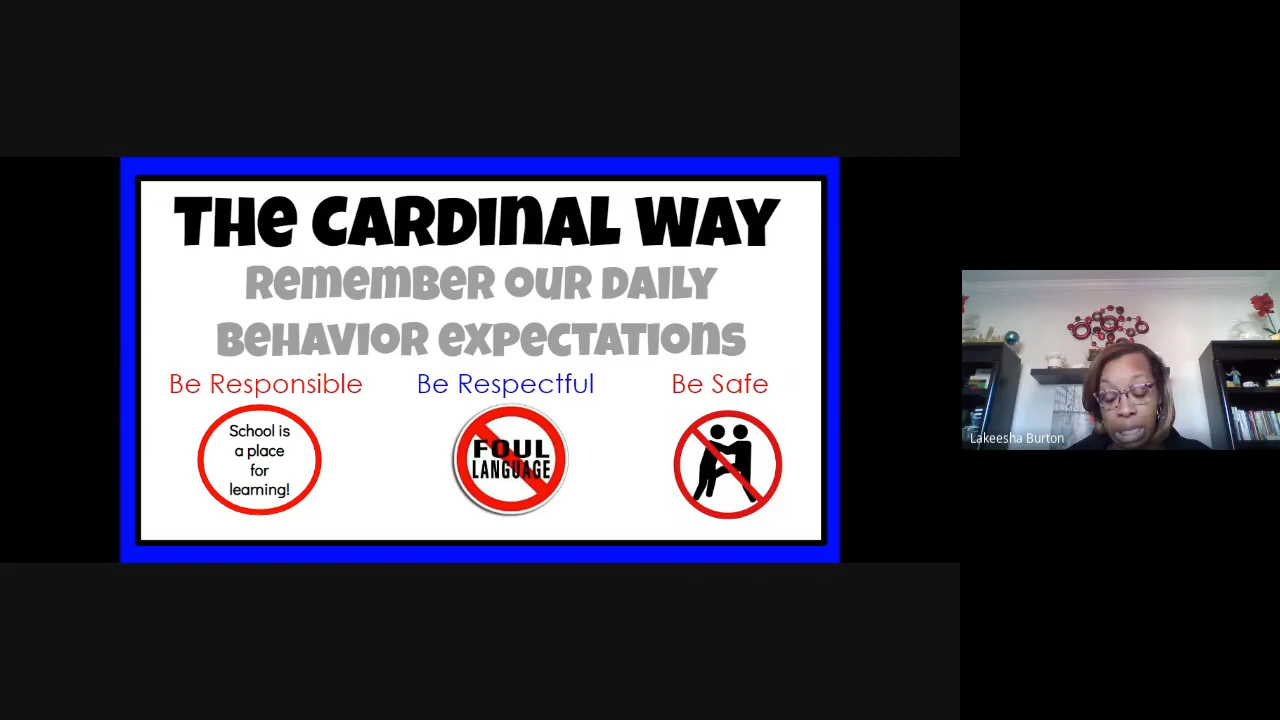 THE CARDINAL WAY
REMEMBER OUR DAILY
BEHAVIOR EXPECTATIONS
Be Responsible
Be Respectful
Be Safe
School is
a place
for
learning!
FOUL
LANGUAGE
Lakeesha Burton